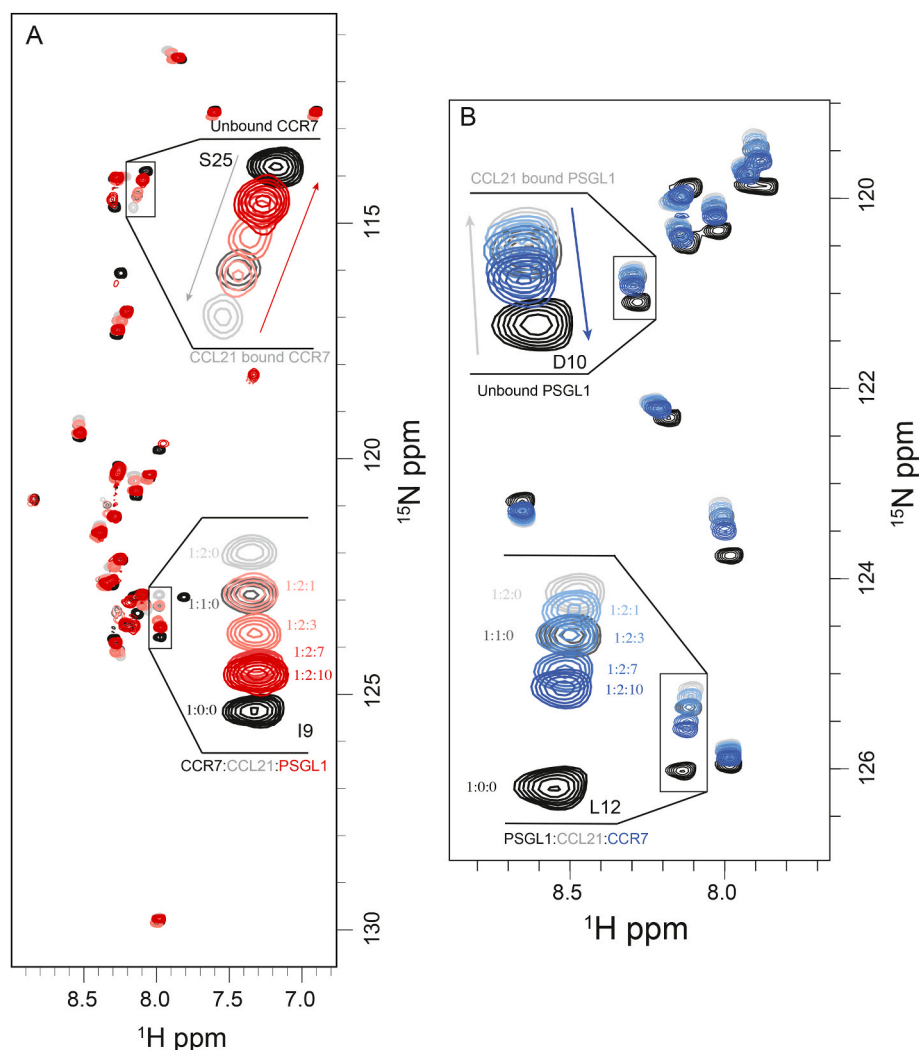 A
Unbound CCR7
S25
CCL21 bound CCR7
115
120
125
130
15N ppm
1:2:0
1:1:0
1:2:1
1:2:3
1:2:7
1:2:10
1:0:0
I9
CCR7:CCL21:PSGL1
8.5
8.0
7.5
7.0
1H ppm
B
CCL21 bound PSGL1
D10
Unbound PSGL1
120
122
124
126
15N ppm
1:2:0
1:1:0
1:2:1
1:2:3
1:2:7
1:2:10
1:0:0
L12
PSGL1:CCL21:CCR7
8.5
8.0
1H ppm